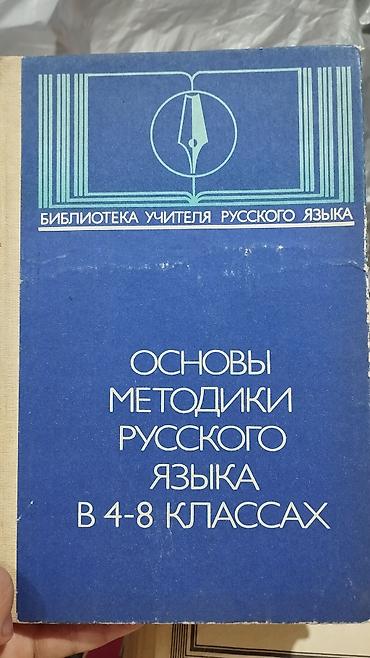 БИБЛИОТЕКА УЧИТЕЛЯ РУССКОГО ЯЗЫКА
ОСНОВЫ
МЕТОДИКИ
РУССКОГО
ЯЗЫКА
В 4-8 КЛАССАХ